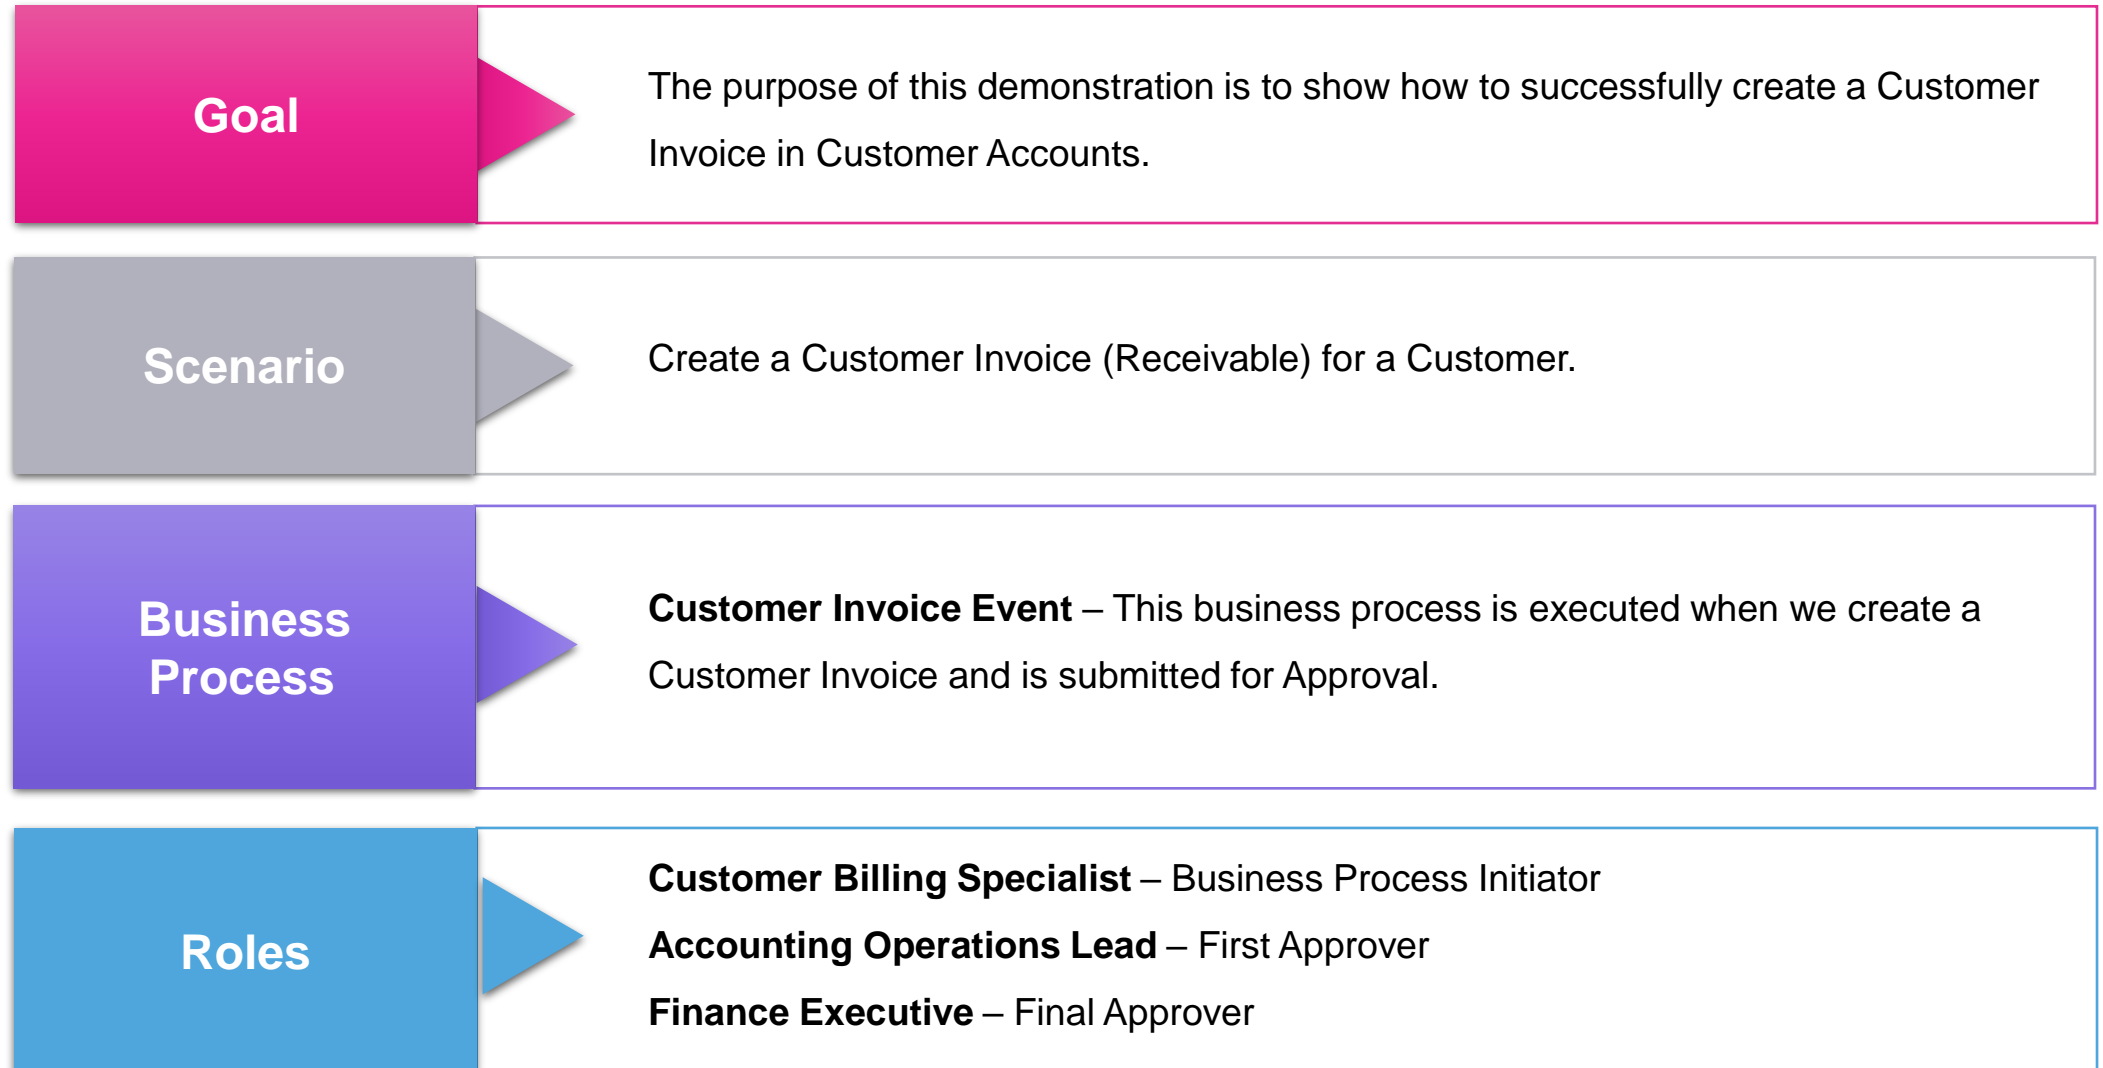 Goal
The purpose of this demonstration is to show how to successfully create a Customer
Invoice in Customer Accounts.
Scenario
Create a Customer Invoice (Receivable) for a Customer.
Business
Process
Customer Invoice Event – This business process is executed when we create a
Customer Invoice and is submitted for Approval.
Roles
Customer Billing Specialist – Business Process Initiator
Accounting Operations Lead – First Approver
Finance Executive – Final Approver